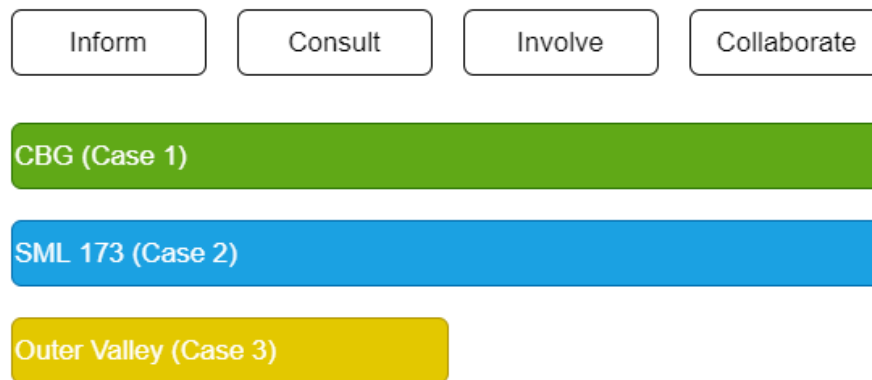 Inform
Consult
Involve
Collaborate
CBG (Case 1)
SML 173 (Case 2)
Outer Valley (Case 3)